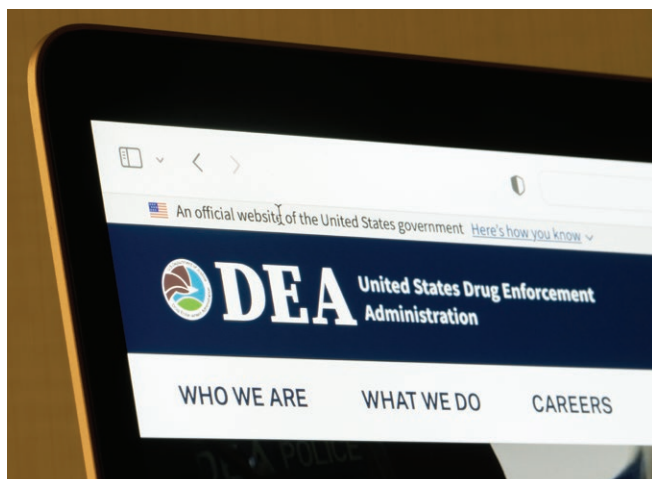 An official website of the United States government Here's how you know
DEA
United States Drug Enforcement
Administration
WHO WE ARE
WHAT WE DO
CAREERS
POLICE